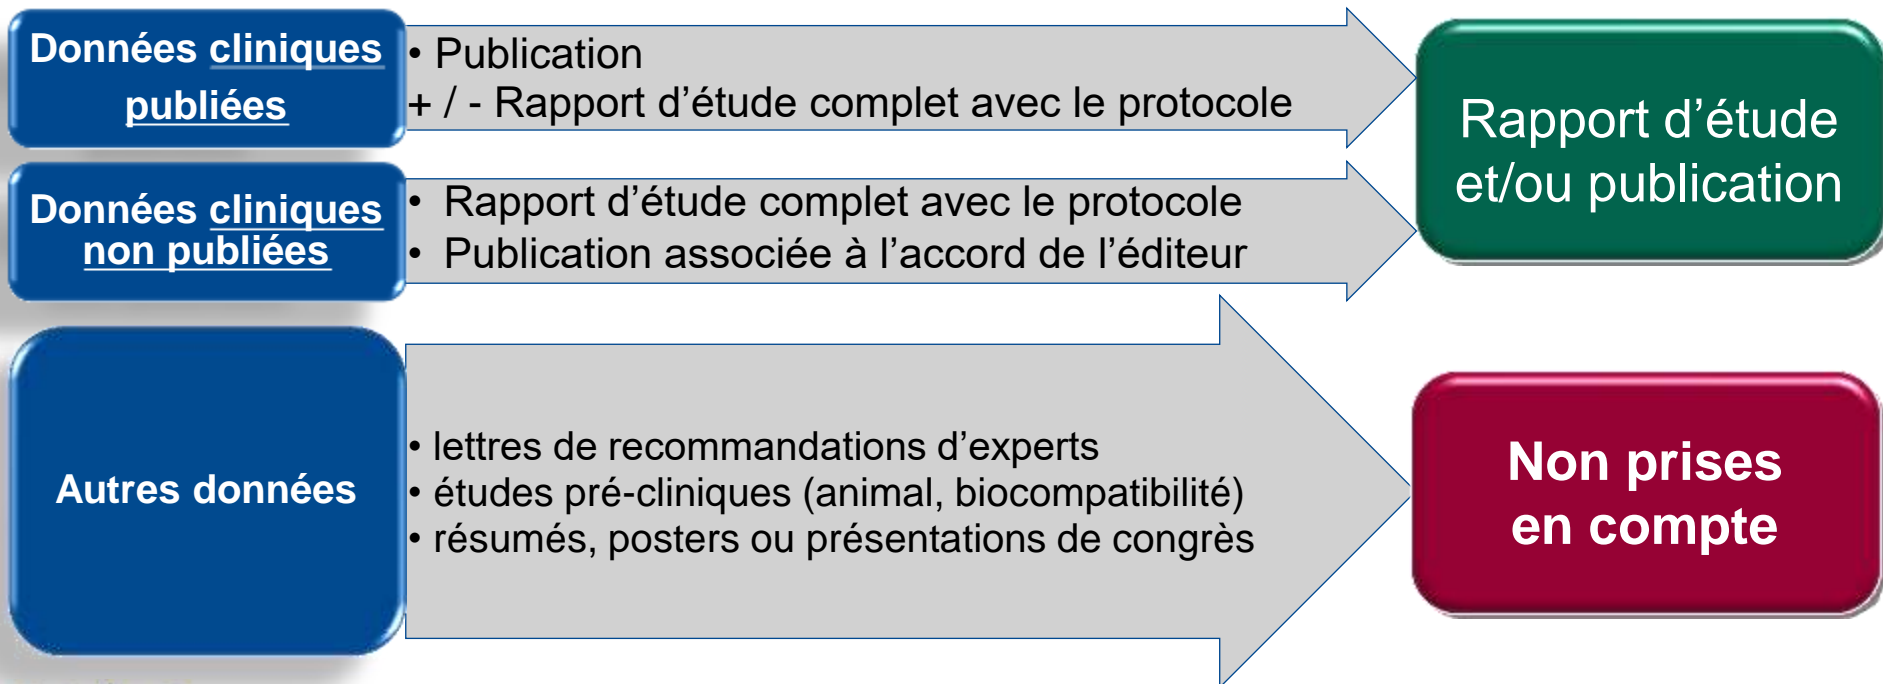 Données cliniques
publiées
• Publication
+ / - Rapport d’étude complet avec le protocole
Données cliniques
non publiées
• Rapport d’étude complet avec le protocole
• Publication associée à l’accord de l’éditeur
Rapport d’étude
et/ou publication
Autres données
• lettres de recommandations d’experts
• études pré-cliniques (animal, biocompatibilité)
• résumés, posters ou présentations de congrès
Non prises
en compte